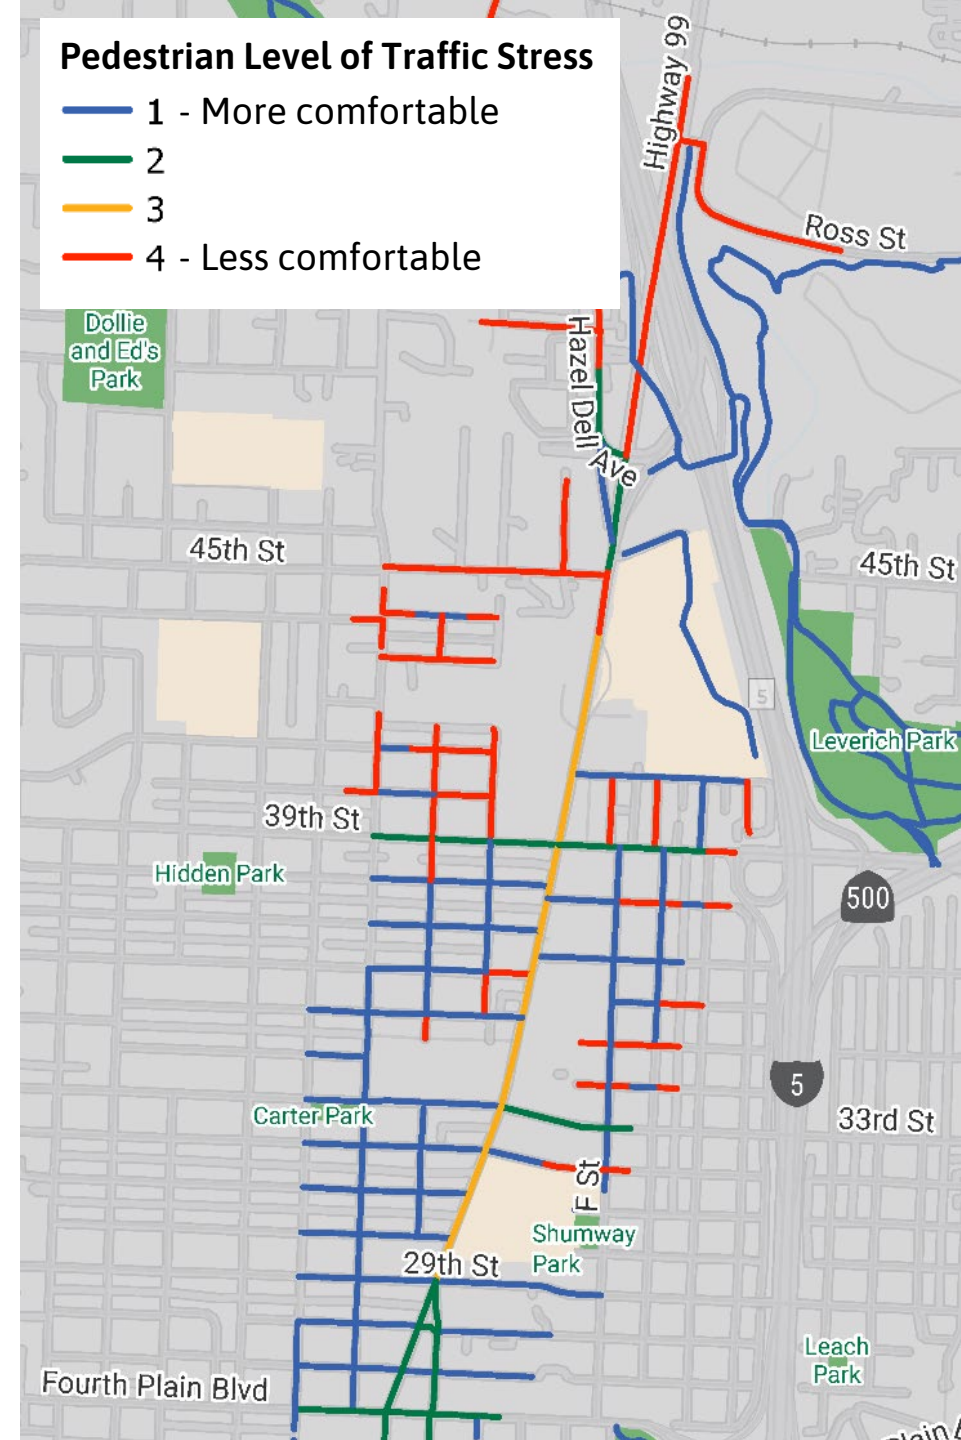 Pedestrian Level of Traffic Stress
1 - More comfortable
2
3
4 - Less comfortable
Highway 99
Ross St
Dollie
and Ed's
Park
Hazel Dell Ave
45th St
45th St
5
Leverich Park
39th St
Hidden Park
500
5
Carter Park
33rd St
F St
Shumway
Park
29th St
Leach
Park
Fourth Plain Blvd